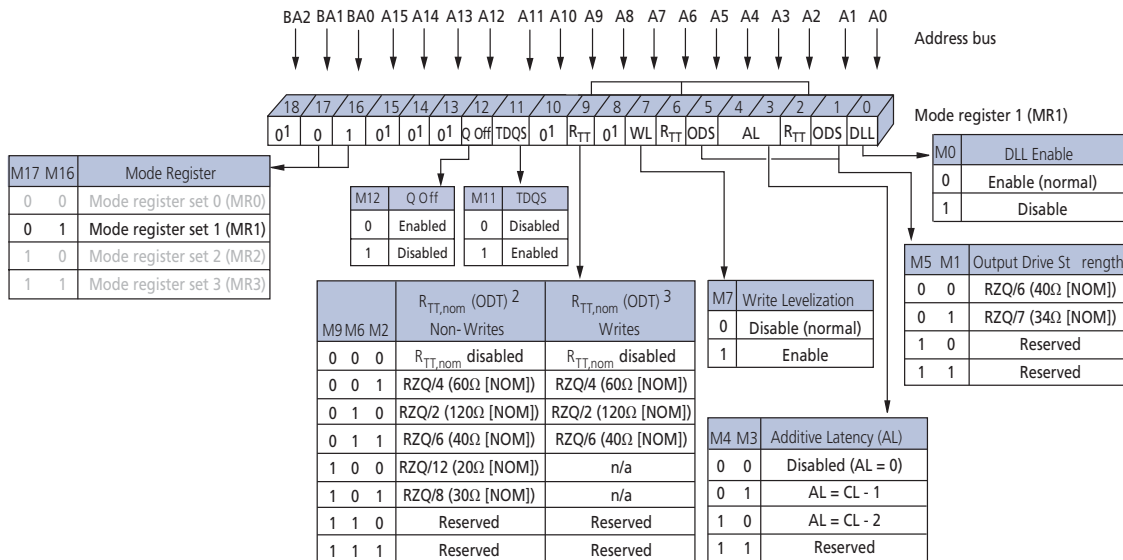 BA2 BA1 BA0 A15 A14 A13 A12 A11 A10 A9 A8 A7 A6 A5 A4 A3 A2 A1 A0
Address bus
18 17 16 15 14 13 12 11 10 9 8 7 6 5 4 3 2 1 0
Mode register 1 (MR1)
0¹ 0 1 0¹ 0¹ 0¹ Q Off TDQS 0¹ RTT 0¹ WL RTT ODS AL RTT ODS DLL
M17 M16 Mode Register
0 0 Mode register set 0 (MR0)
0 1 Mode register set 1 (MR1)
1 0 Mode register set 2 (MR2)
1 1 Mode register set 3 (MR3)
M12 Q Off
0 Enabled
1 Disabled
M11 TDQS
0 Disabled
1 Enabled
M0 DLL Enable
0 Enable (normal)
1 Disable
M5 M1 Output Drive St rength
0 0 RZQ/6 (40Ω [NOM])
0 1 RZQ/7 (34Ω [NOM])
1 0 Reserved
1 1 Reserved
M9 M6 M2 RTT,nom (ODT) 2 Non-Writes RTT,nom (ODT) 3 Writes
0 0 0 RTT,nom disabled RTT,nom disabled
0 0 1 RZQ/4 (60Ω [NOM]) RZQ/4 (60Ω [NOM])
0 1 0 RZQ/2 (120Ω [NOM]) RZQ/2 (120Ω [NOM])
0 1 1 RZQ/6 (40Ω [NOM]) RZQ/6 (40Ω [NOM])
1 0 0 RZQ/12 (20Ω [NOM]) n/a
1 0 1 RZQ/8 (30Ω [NOM]) n/a
1 1 0 Reserved Reserved
1 1 1 Reserved Reserved
M7 Write Levelization
0 Disable (normal)
1 Enable
M4 M3 Additive Latency (AL)
0 0 Disabled (AL = 0)
0 1 AL = CL - 1
1 0 AL = CL - 2
1 1 Reserved